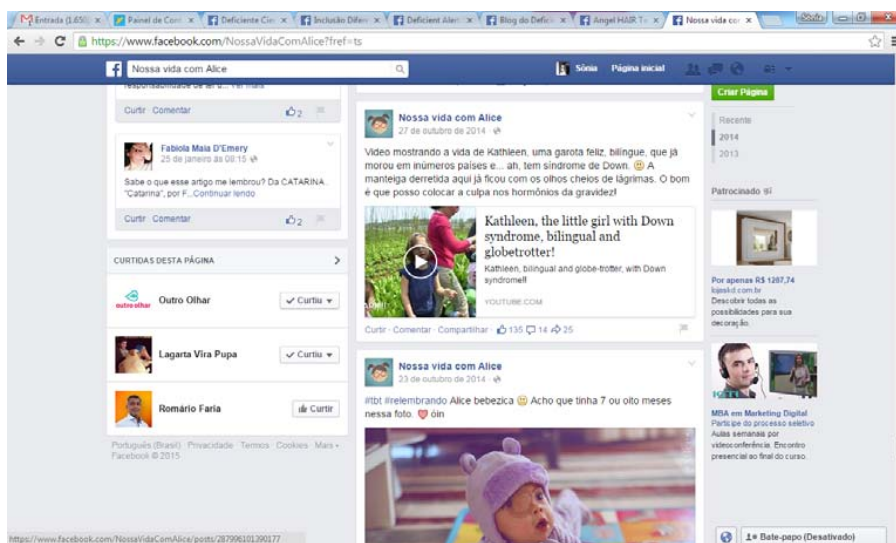 Entrada (1.650)
Painel de Con
Deficiente Cie
Inclusão Difer
Deficient Alert
Blog do Defici
Angel HAIR T
Nossa vida co
Sônia
https://www.facebook.com/NossaVidaComAlice?fref=ts
Nossa vida com Alice
Sônia Página inicial
Curtir · Comentar 2
Fabiola Maia D'Emery
25 de janeiro às 08:15
Sabe o que esse artigo me lembrou? Da CATARINA.
"Catarina", por F...Continuar lendo
Curtir · Comentar 2
CURTIDAS DESTA PÁGINA
outro olhar
Outro Olhar Curtiu
Lagarta Vira Pupa Curtiu
Romário Faria Curtir
Português (Brasil) · Privacidade · Termos · Cookies · Mais
Facebook © 2015
Nossa vida com Alice
27 de outubro de 2014
Video mostrando a vida de Kathleen, uma garota feliz, bilíngue, que já
morou em inúmeros países e... ah, tem síndrome de Down. A
manteiga derretida aqui já ficou com os olhos cheios de lágrimas. O bom
é que posso colocar a culpa nos hormônios da gravidez!
Kathleen, the little girl with Down
syndrome, bilingual and
globetrotter!
Kathleen, bilingual and globe-trotter, with Down
syndrome!!
YOUTUBE.COM
Curtir · Comentar · Compartilhar · 135 14 25
Nossa vida com Alice
23 de outubro de 2014
#tbt #relembrando Alice bebezica Acho que tinha 7 ou oito meses
nessa foto. óin
Criar Página
Recente
2014
2013
Patrocinado
Por apenas R$ 1287,74
Descobrir todas as
possibilidades para sua
decoração.
MBA em Marketing Digital
Participe do processo seletivo
Aulas semanais por
videoconferência. Encontro
presencial ao final do curso.
Bate-papo (Desativado)
https://www.facebook.com/NossaVidaComAlice/posts/287996101390177